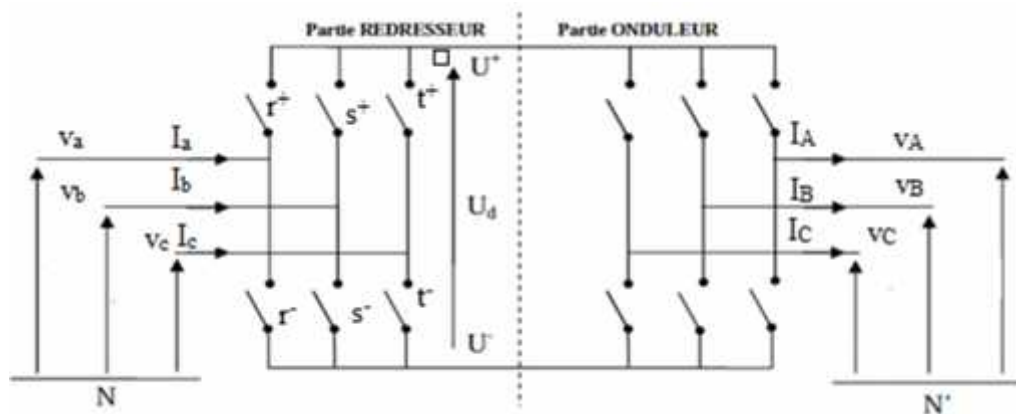 Partie REDRESSEUR Partie ONDULEUR
U⁺
r⁺ s⁺ t⁺
va Ia IA vA
vb Ib IB vB
Ud
vc Ic IC vC
r⁻ s⁻ t⁻
U⁻
N N'